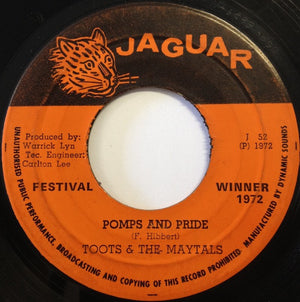 JAGUAR
Produced by:
Warrick Lyn
Tec. Engineer:
Carlton Lee
J 52
(P) 1972
FESTIVAL
WINNER
1972
POMPS AND PRIDE
(F. Hibbert)
TOOTS & THE MAYTALS
UNAUTHORISED PUBLIC PERFORMANCE, BROADCASTING AND COPYING OF THIS RECORD PROHIBITED
MANUFACTURED BY DYNAMIC SOUNDS